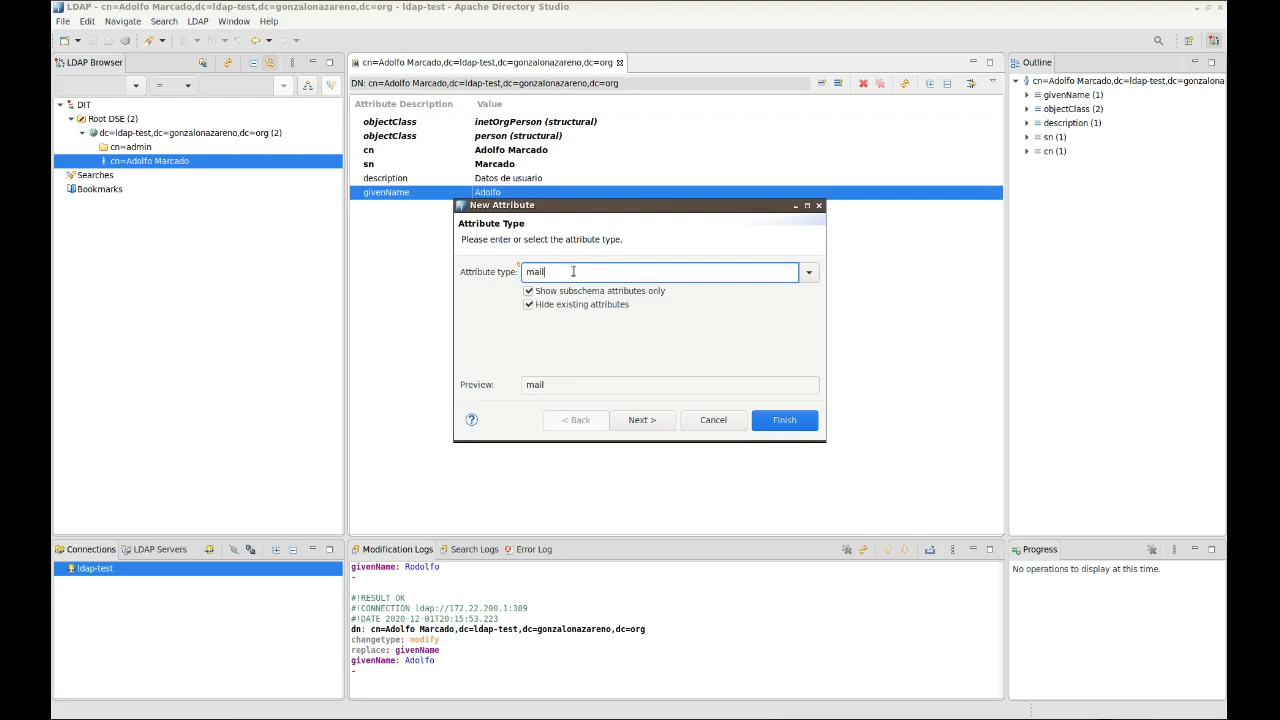 LDAP - cn=Adolfo Marcado,dc=ldap-test,dc=gonzalonazareno,dc=org - ldap-test - Apache Directory Studio
File Edit Navigate Search LDAP Window Help
LDAP Browser
=
DIT
Root DSE (2)
dc=ldap-test,dc=gonzalonazareno,dc=org (2)
cn=admin
cn=Adolfo Marcado
Searches
Bookmarks
cn=Adolfo Marcado,dc=ldap-test,dc=gonzalonazareno,dc=org
DN: cn=Adolfo Marcado,dc=ldap-test,dc=gonzalonazareno,dc=org
Attribute Description Value
objectClass inetOrgPerson (structural)
objectClass person (structural)
cn Adolfo Marcado
sn Marcado
description Datos de usuario
givenName Adolfo
New Attribute
Attribute Type
Please enter or select the attribute type.
Attribute type: mail
Show subschema attributes only
Hide existing attributes
Preview: mail
? < Back Next > Cancel Finish
Outline
cn=Adolfo Marcado,dc=ldap-test,dc=gonzalona
givenName (1)
objectClass (2)
description (1)
sn (1)
cn (1)
Connections LDAP Servers
ldap-test
Modification Logs Search Logs Error Log
givenName: Rodolfo
-
#!RESULT OK
#!CONNECTION ldap://172.22.200.1:389
#!DATE 2020-12-01T20:15:53.223
dn: cn=Adolfo Marcado,dc=ldap-test,dc=gonzalonazareno,dc=org
changetype: modify
replace: givenName
givenName: Adolfo
-
Progress
No operations to display at this time.